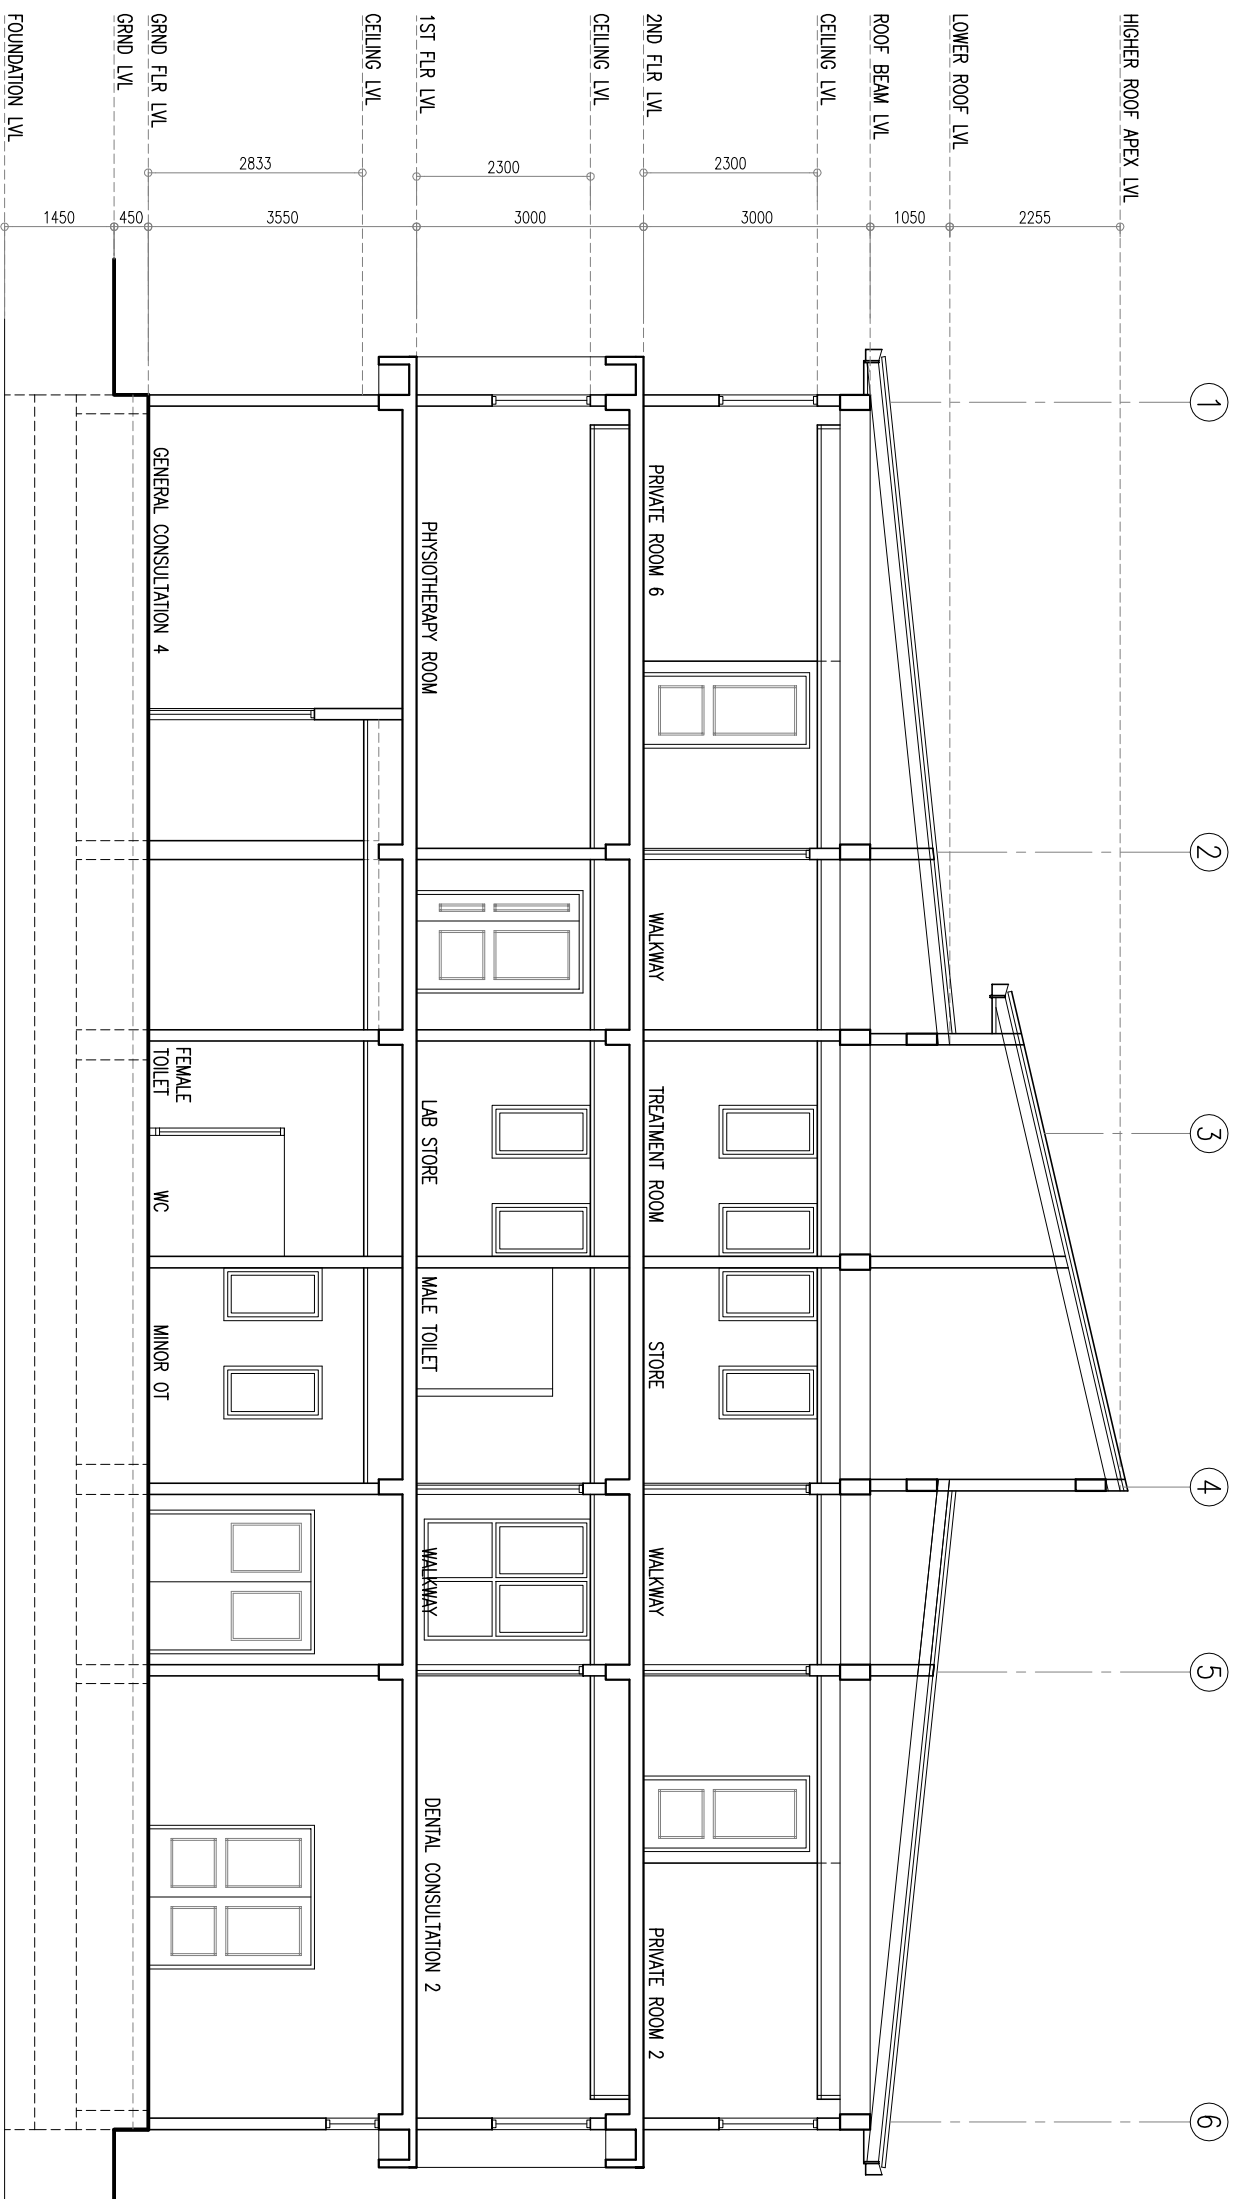 1
2
3
4
5
6
HIGHER ROOF APEX LVL
LOWER ROOF LVL
ROOF BEAM LVL
CEILING LVL
2ND FLR LVL
CEILING LVL
1ST FLR LVL
CEILING LVL
GRND FLR LVL
GRND LVL
FOUNDATION LVL
2255
1050
3000
3000
3550
450
1450
2300
2300
2833
PRIVATE ROOM 6
WALKWAY
TREATMENT ROOM
STORE
WALKWAY
PRIVATE ROOM 2
PHYSIOTHERAPY ROOM
LAB STORE
MALE TOILET
WALKWAY
DENTAL CONSULTATION 2
GENERAL CONSULTATION 4
FEMALE
TOILET
WC
MINOR OT